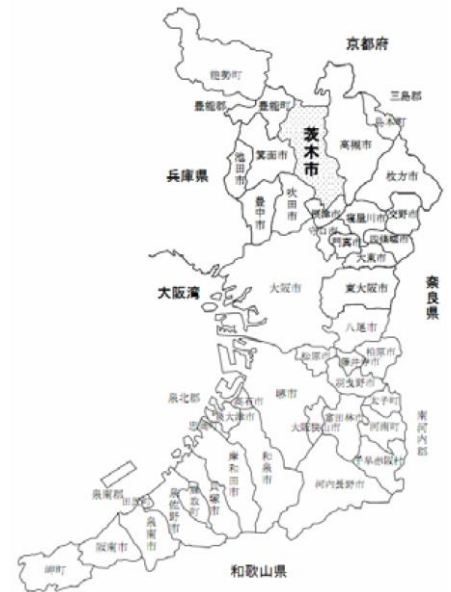 京都府
能勢町
三島郡
豊能郡
豊能町
島本町
茨木市
高槻市
箕面市
池田市
枚方市
兵庫県
吹田市
豊中市
摂津市
寝屋川市
交野市
守口市
門真市
四條畷市
大東市
大阪湾
大阪市
東大阪市
奈良県
八尾市
松原市
柏原市
藤井寺市
羽曳野市
泉北郡
高石市
堺市
太子町
泉大津市
忠岡町
富田林市
大阪狭山市
河南町
南河内郡
和泉市
岸和田市
千早赤阪村
貝塚市
河内長野市
泉南郡
熊取町
田尻町
泉佐野市
泉南市
阪南市
岬町
和歌山県